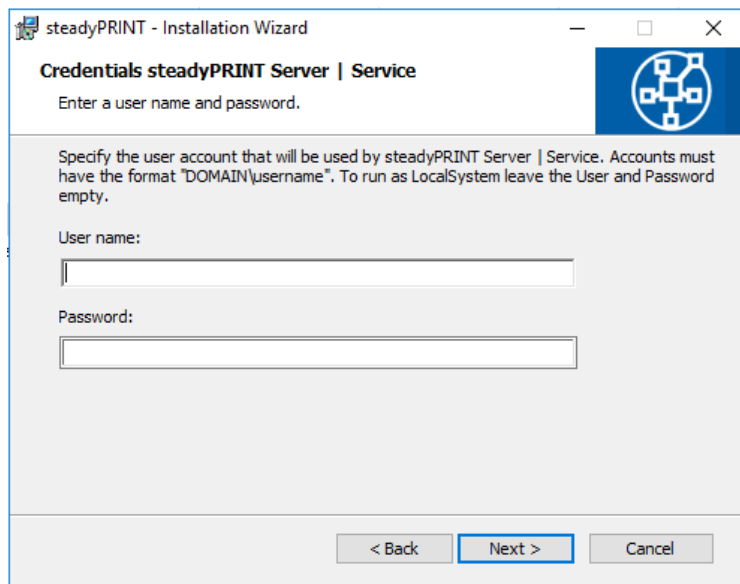 steadyPRINT - Installation Wizard
Credentials steadyPRINT Server | Service
Enter a user name and password.
Specify the user account that will be used by steadyPRINT Server | Service. Accounts must
have the format "DOMAIN\username". To run as LocalSystem leave the User and Password
empty.
User name:
Password:
< Back
Next >
Cancel